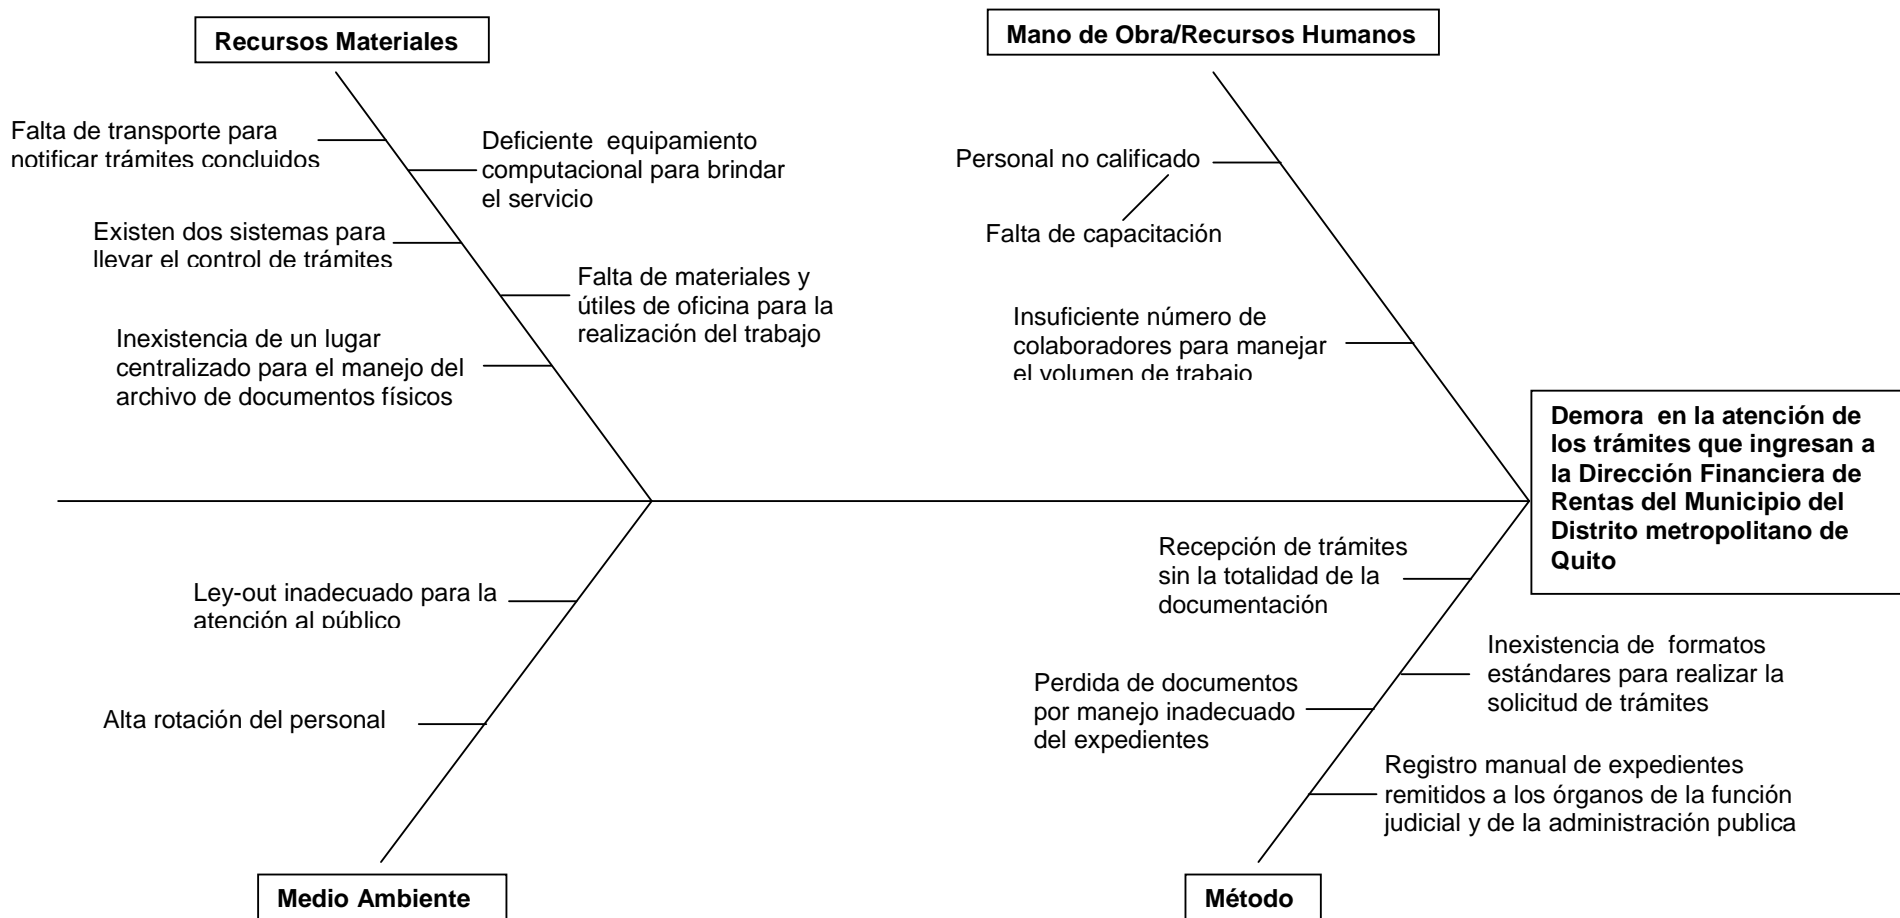 Recursos Materiales
Mano de Obra/Recursos Humanos
Falta de transporte para
notificar trámites concluidos
Deficiente equipamiento
computacional para brindar
el servicio
Existen dos sistemas para
llevar el control de trámites
Falta de materiales y
útiles de oficina para la
realización del trabajo
Inexistencia de un lugar
centralizado para el manejo del
archivo de documentos físicos
Personal no calificado
Falta de capacitación
Insuficiente número de
colaboradores para manejar
el volumen de trabajo
Demora en la atención de
los trámites que ingresan a
la Dirección Financiera de
Rentas del Municipio del
Distrito metropolitano de
Quito
Ley-out inadecuado para la
atención al público
Alta rotación del personal
Recepción de trámites
sin la totalidad de la
documentación
Inexistencia de formatos
estándares para realizar la
solicitud de trámites
Perdida de documentos
por manejo inadecuado
del expedientes
Registro manual de expedientes
remitidos a los órganos de la función
judicial y de la administración publica
Medio Ambiente
Método